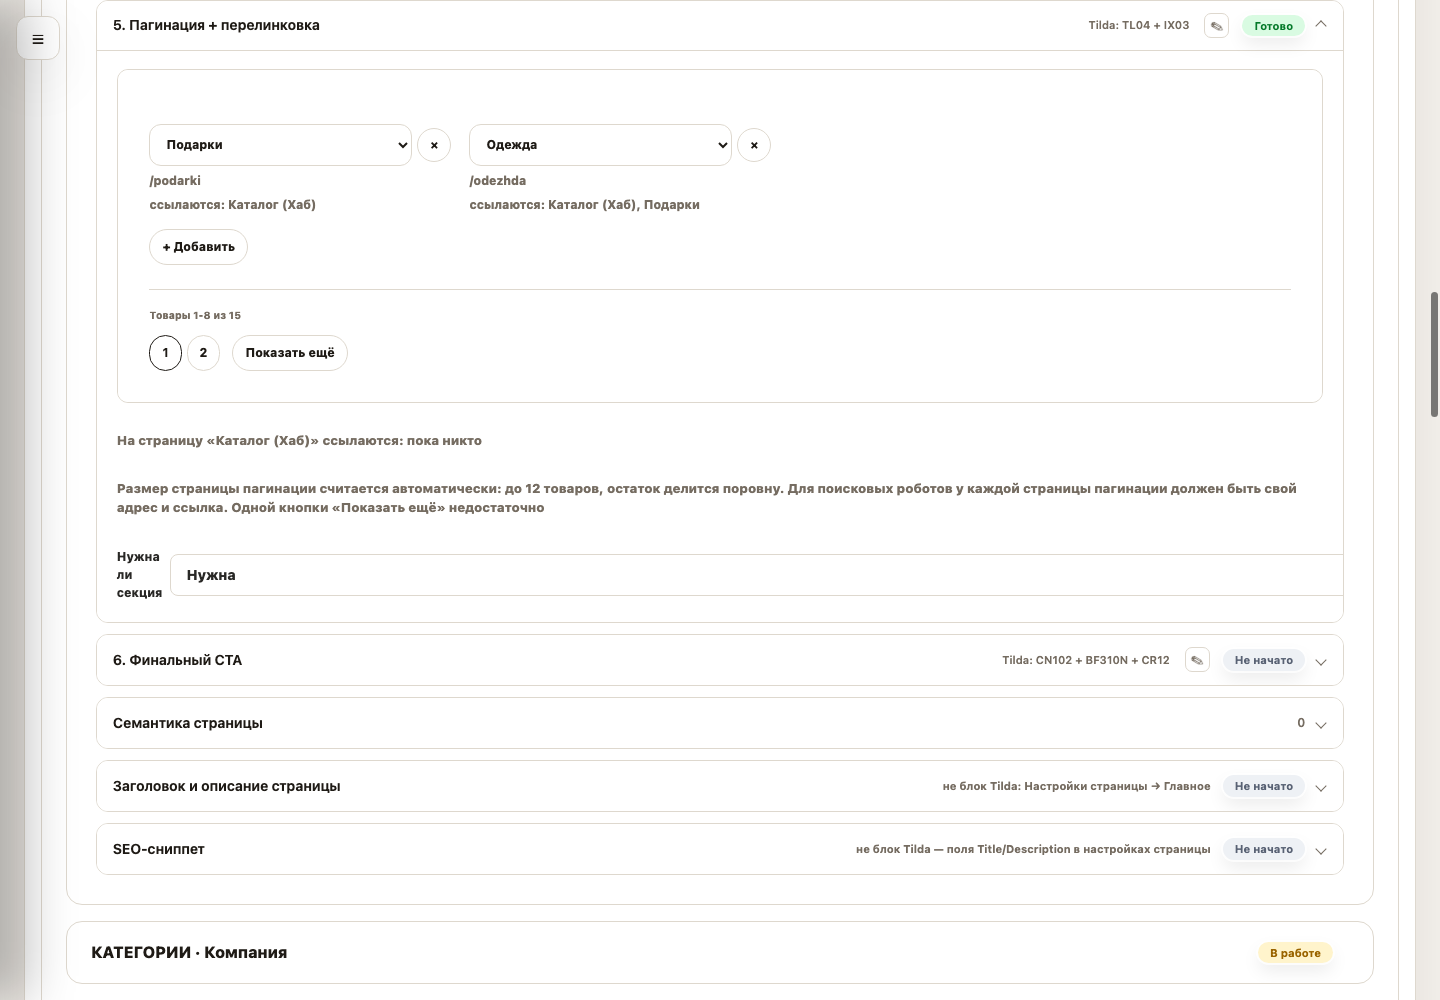 ☰
5. Пагинация + перелинковка
Tilda: TL04 + IX03
✎
Готово
Подарки
×
Одежда
×
/podarki
/odezhda
ссылаются: Каталог (Хаб)
ссылаются: Каталог (Хаб), Подарки
+ Добавить
Товары 1-8 из 15
1
2
Показать ещё
На страницу «Каталог (Хаб)» ссылаются: пока никто
Размер страницы пагинации считается автоматически: до 12 товаров, остаток делится поровну. Для поисковых роботов у каждой страницы пагинации должен быть свой
адрес и ссылка. Одной кнопки «Показать ещё» недостаточно
Нужна
ли
секция
Нужна
6. Финальный CTA
Tilda: CN102 + BF310N + CR12
✎
Не начато
Семантика страницы
0
Заголовок и описание страницы
не блок Tilda: Настройки страницы → Главное
Не начато
SEO-сниппет
не блок Tilda — поля Title/Description в настройках страницы
Не начато
КАТЕГОРИИ · Компания
В работе